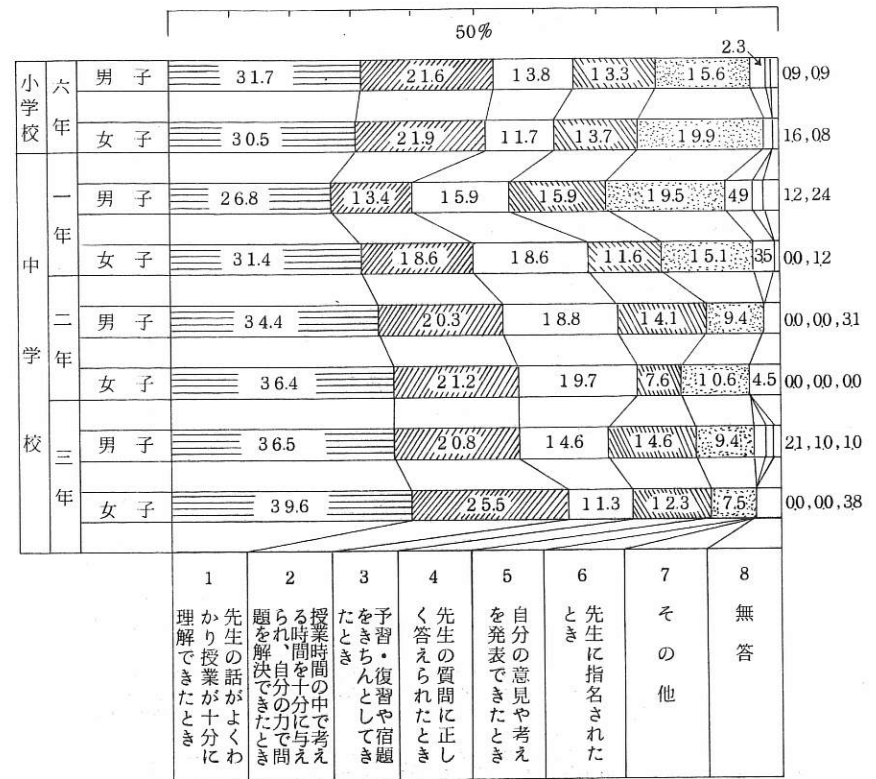 50%
2.3
小学校 六年 男子 31.7 21.6 13.8 13.3 15.6 0.9,0.9
女子 30.5 21.9 11.7 13.7 19.9 1.6,0.8
中学校 一年 男子 26.8 13.4 15.9 15.9 19.5 4.9 1.2,2.4
女子 31.4 18.6 18.6 11.6 15.1 3.5 0.0,1.2
二年 男子 34.4 20.3 18.8 14.1 9.4 0.0,0.0,3.1
女子 36.4 21.2 19.7 7.6 10.6 4.5 0.0,0.0,0.0
三年 男子 36.5 20.8 14.6 14.6 9.4 2.1,1.0,1.0
女子 39.6 25.5 11.3 12.3 7.5 0.0,0.0,3.8
1
先生の話がよくわ
かり授業が十分に
理解できたとき
2
授業時間の中で考え
る時間を十分に与え
られ、自分の力で問
題を解決できたとき
3
予習・復習や宿題
をきちんとしてき
たとき
4
先生の質問に正し
く答えられたとき
5
自分の意見や考え
を発表できたとき
6
先生に指名された
とき
7
その他
8
無答